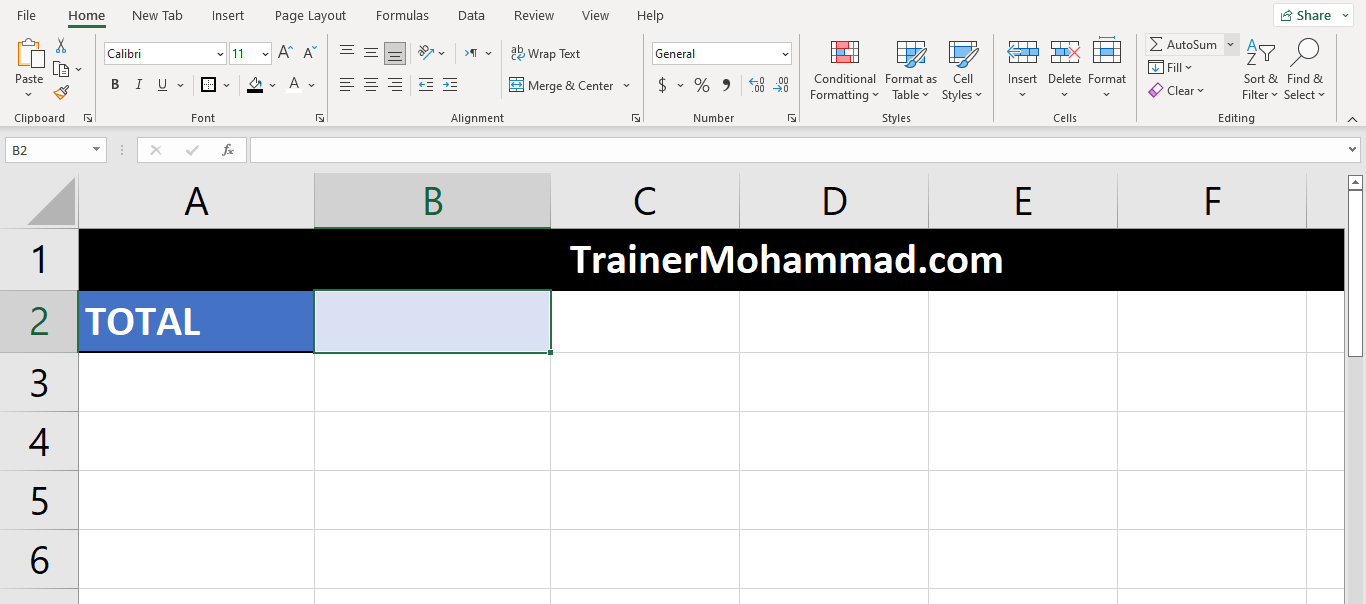 File Home New Tab Insert Page Layout Formulas Data Review View Help Share
Calibri 11 A A Wrap Text General AutoSum
Paste Conditional Formatting Format as Table Cell Styles Insert Delete Format Fill Sort & Filter Find & Select
B I U A Merge & Center $ % Clear
Clipboard Font Alignment Number Styles Cells Editing
B2 fx
A B C D E F
1 TrainerMohammad.com
2 TOTAL
3
4
5
6